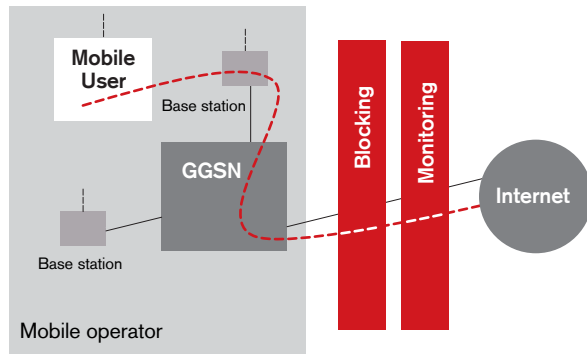 Mobile
User
Base station
GGSN
Blocking
Monitoring
Internet
Base station
Mobile operator